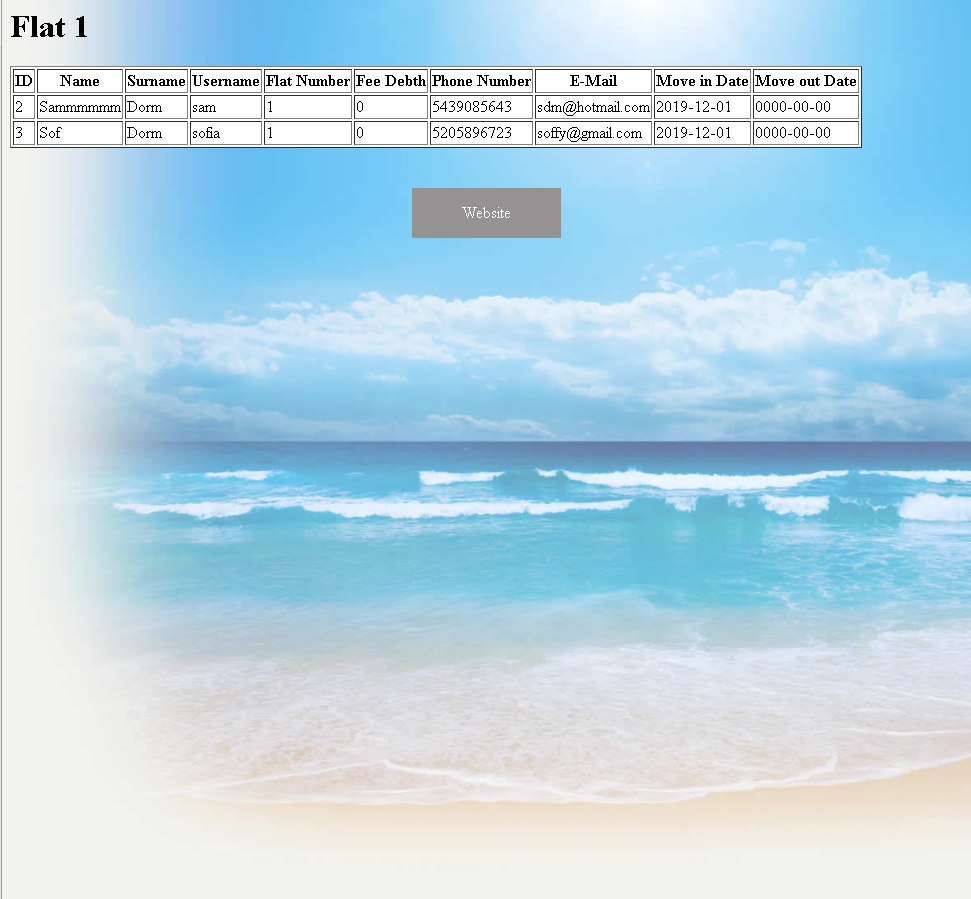 Flat 1
ID Name Surname Username Flat Number Fee Debth Phone Number E-Mail Move in Date Move out Date
2 Sammmmmm Dorm sam 1 0 5439085643 sdm@hotmail.com 2019-12-01 0000-00-00
3 Sof Dorm sofia 1 0 5205896723 soffy@gmail.com 2019-12-01 0000-00-00
Website